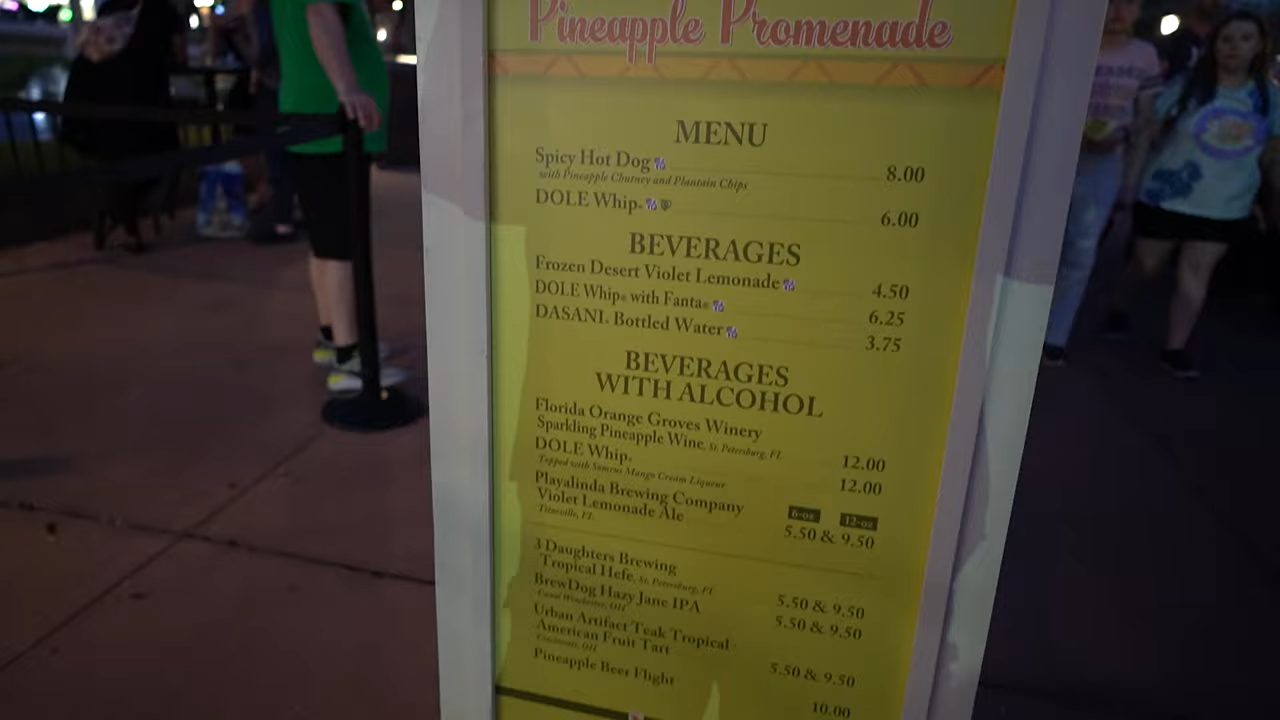 Pineapple Promenade
MENU
Spicy Hot Dog 8.00
with Pineapple Chutney and Plantain Chips
DOLE Whip® 6.00
BEVERAGES
Frozen Desert Violet Lemonade 4.50
DOLE Whip® with Fanta® 6.25
DASANI® Bottled Water 3.75
BEVERAGES
WITH ALCOHOL
Florida Orange Groves Winery
Sparkling Pineapple Wine, St. Petersburg, FL 12.00
DOLE Whip® 12.00
Topped with Somrus Mango Cream Liqueur
Playalinda Brewing Company 6-oz 12-oz
Violet Lemonade Ale 5.50 & 9.50
Titusville, FL
3 Daughters Brewing
Tropical Hefe, St. Petersburg, FL 5.50 & 9.50
BrewDog Hazy Jane IPA 5.50 & 9.50
Canal Winchester, OH
Urban Artifact Teak Tropical
American Fruit Tart 5.50 & 9.50
Cincinnati, OH
Pineapple Beer Flight 10.00